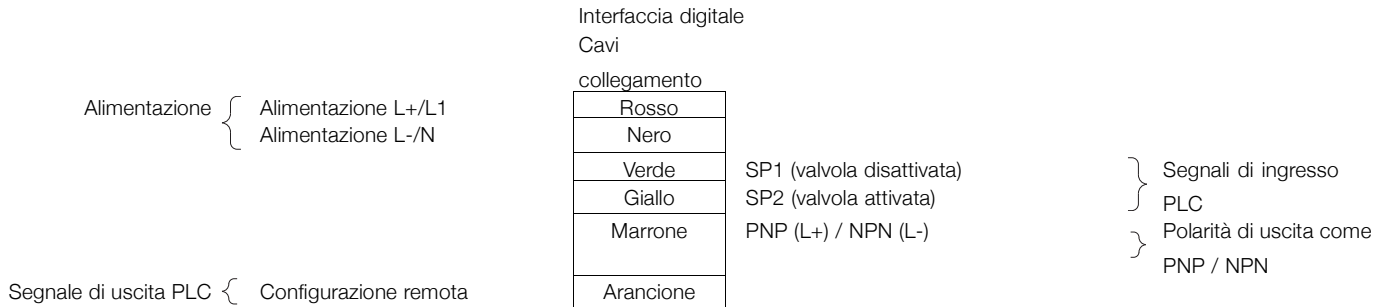 Interfaccia digitale
Cavi
collegamento
Alimentazione Alimentazione L+/L1 Rosso
Alimentazione L-/N Nero
Verde SP1 (valvola disattivata) Segnali di ingresso
Giallo SP2 (valvola attivata) PLC
Marrone PNP (L+) / NPN (L-) Polarità di uscita come
PNP / NPN
Segnale di uscita PLC Configurazione remota Arancione